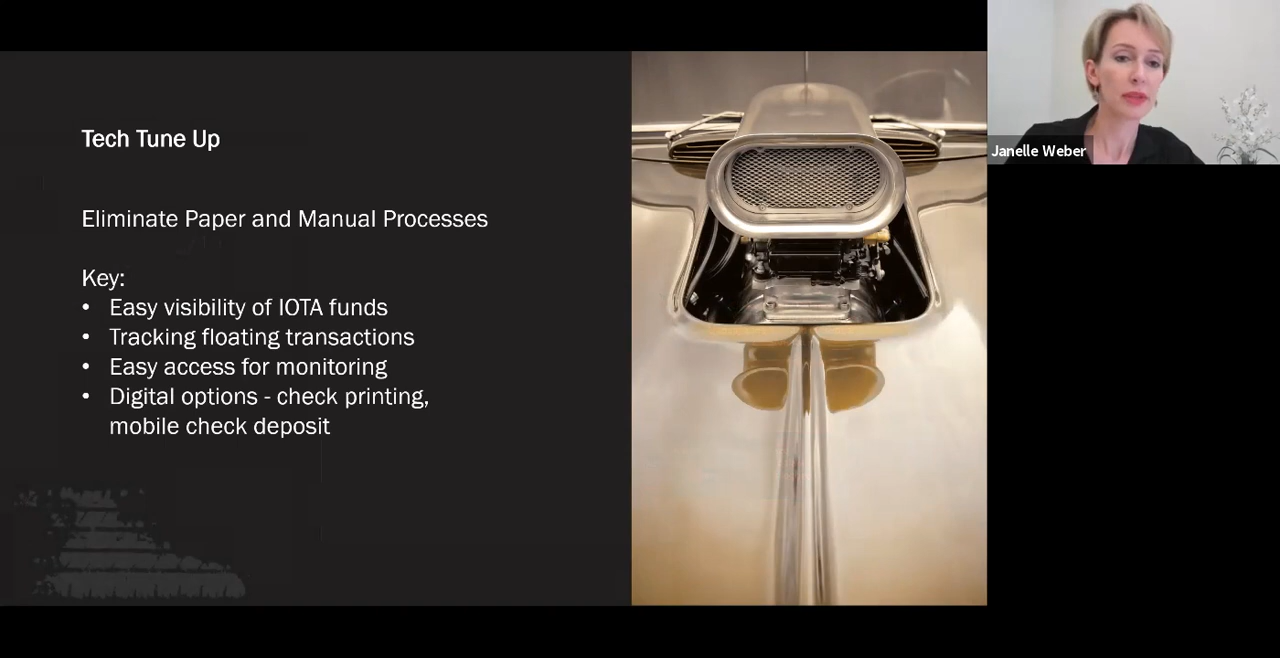 Tech Tune Up
Eliminate Paper and Manual Processes
Key:
• Easy visibility of IOTA funds
• Tracking floating transactions
• Easy access for monitoring
• Digital options - check printing,
mobile check deposit
Janelle Weber